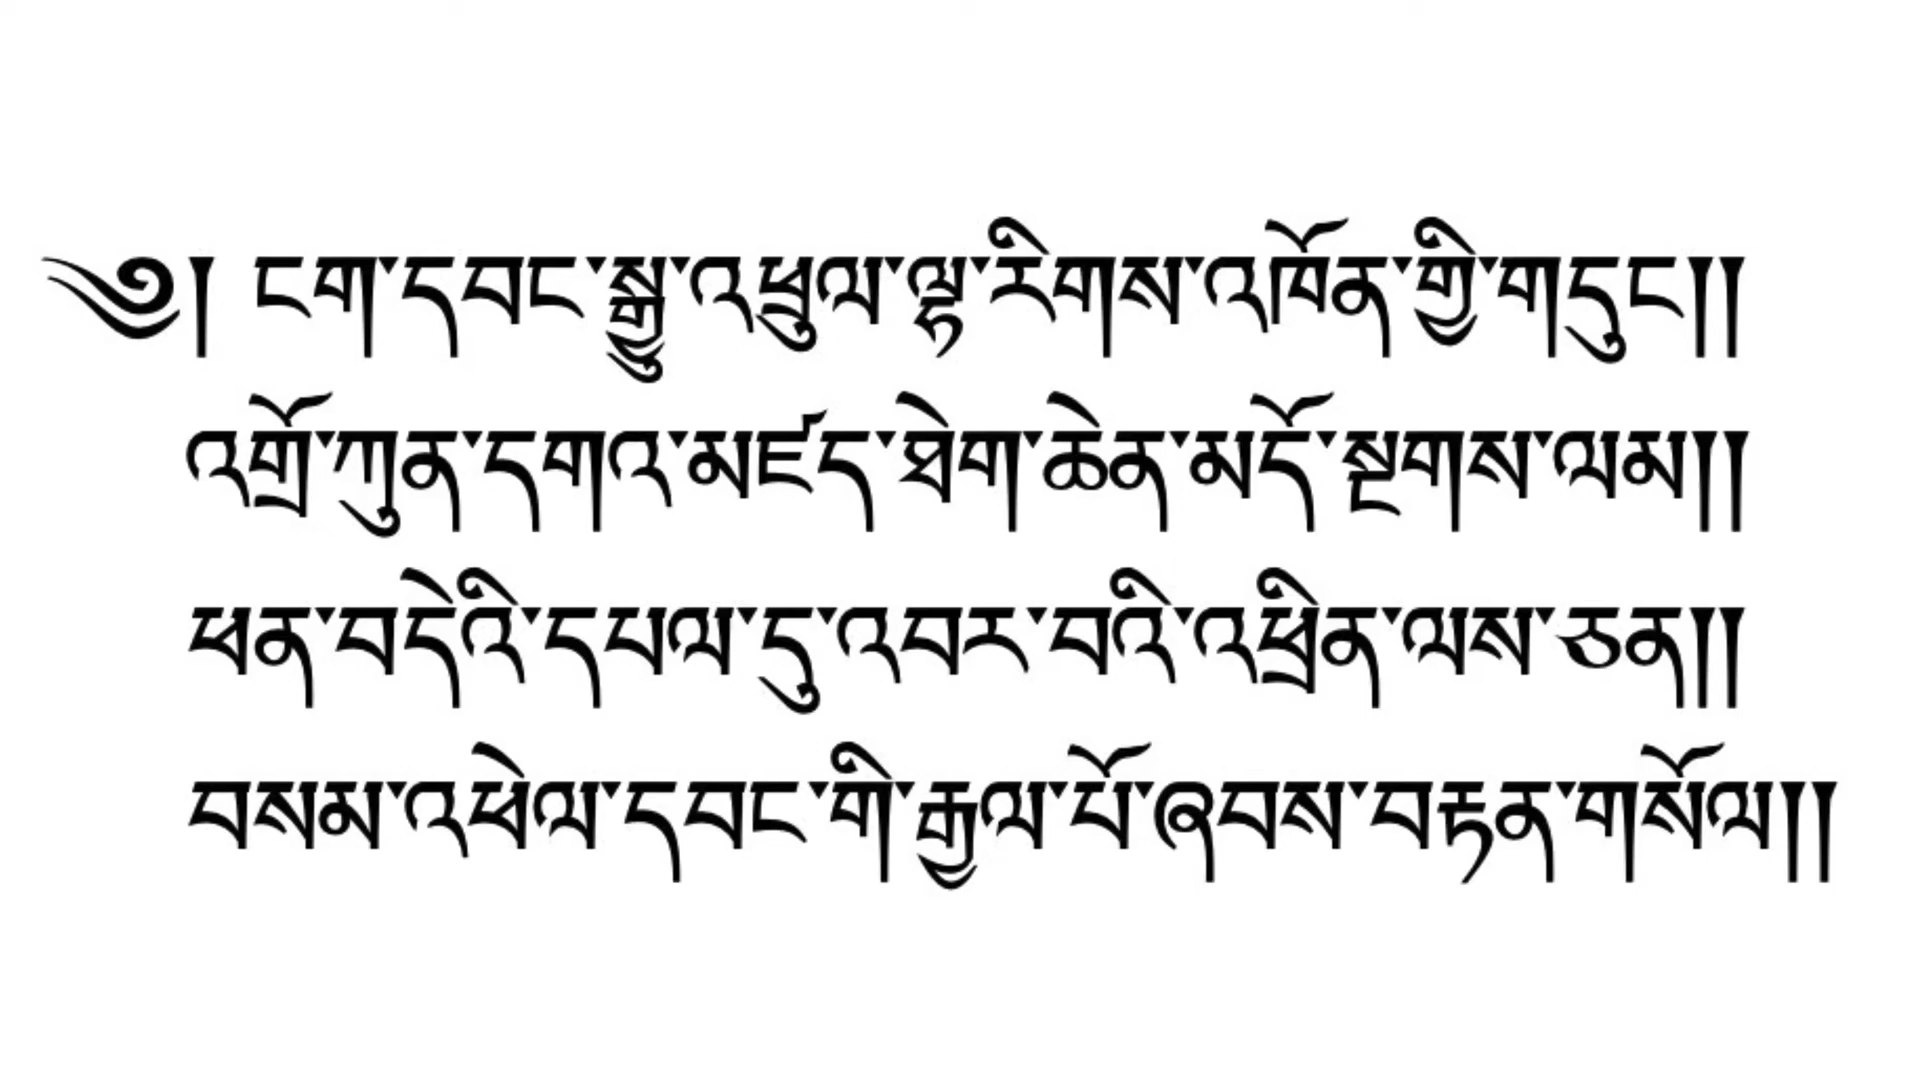 ༄། ངག་དབང་སྒྱུ་འཕྲུལ་ལྷ་རིགས་འཁོན་གྱི་གདུང༎
འགྲོ་ཀུན་དགའ་མཛད་ཐེག་ཆེན་མདོ་སྔགས་ལམ༎
ཕན་བདེའི་དཔལ་དུ་འབར་བའི་འཕྲིན་ལས་ཅན༎
བསམ་འཕེལ་དབང་གི་རྒྱལ་པོ་ཞབས་བརྟན་གསོལ༎